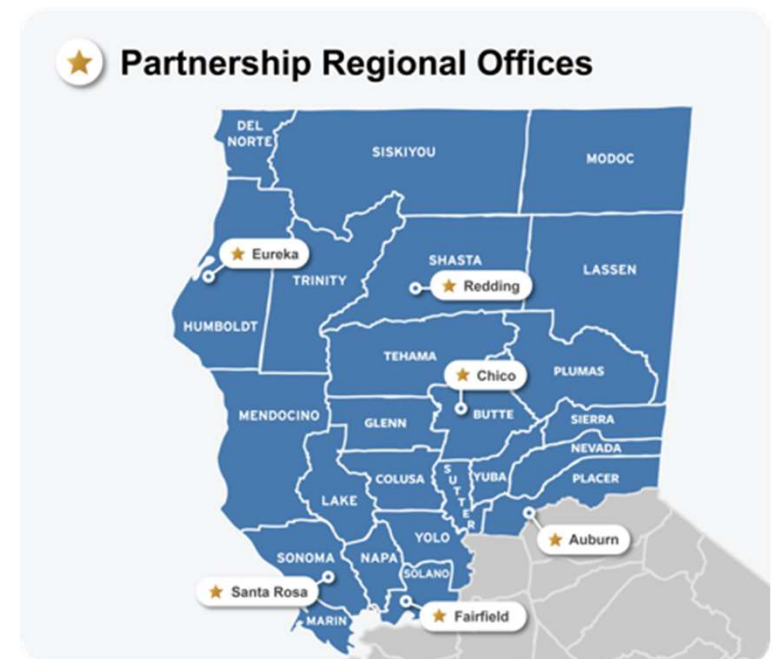 Partnership Regional Offices
DEL
NORTE
SISKIYOU
MODOC
Eureka
TRINITY
SHASTA
Redding
LASSEN
HUMBOLDT
TEHAMA
Chico
PLUMAS
MENDOCINO
GLENN
BUTTE
SIERRA
NEVADA
LAKE
COLUSA
SUTTER
YUBA
PLACER
YOLO
Auburn
SONOMA
NAPA
SOLANO
Santa Rosa
MARIN
Fairfield